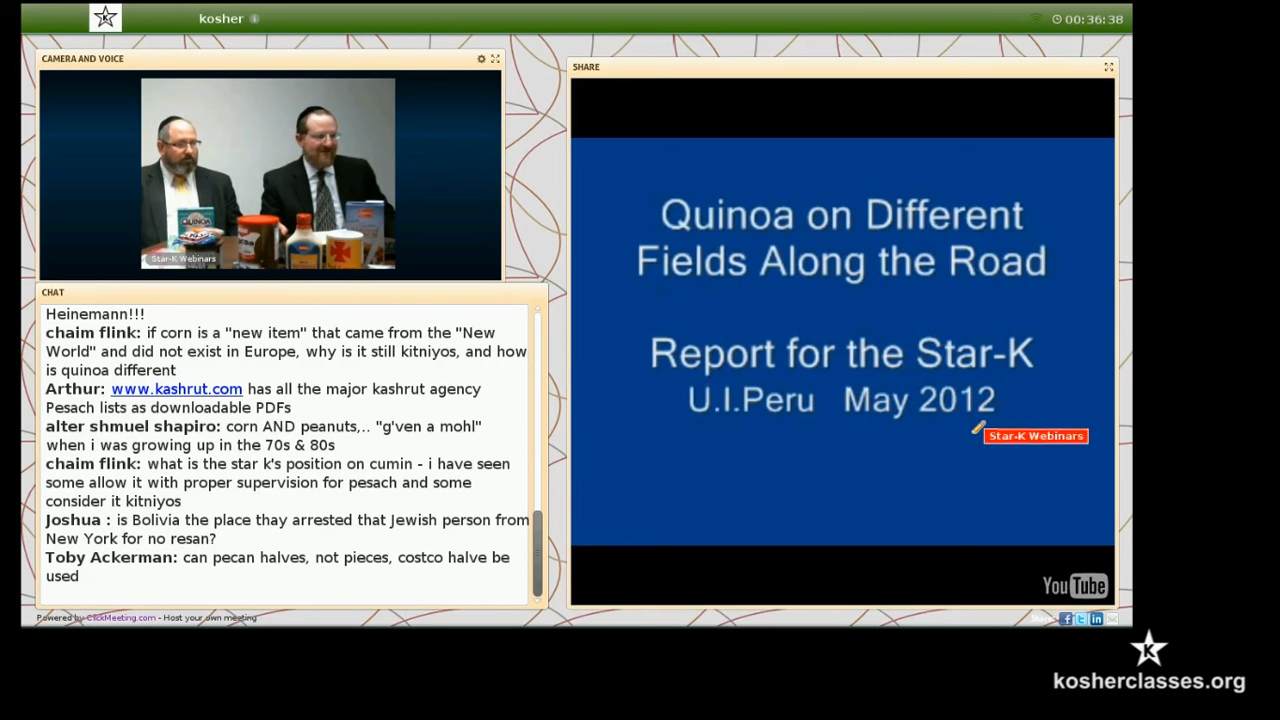 kosher
00:36:38
CAMERA AND VOICE
QUINOA
Star-K Webinars
CHAT
Heinemann!!!
chaim flink: if corn is a "new item" that came from the "New
World" and did not exist in Europe, why is it still kitniyos, and how
is quinoa different
Arthur: www.kashrut.com has all the major kashrut agency
Pesach lists as downloadable PDFs
alter shmuel shapiro: corn AND peanuts,.. "g'ven a mohl"
when i was growing up in the 70s & 80s
chaim flink: what is the star k's position on cumin - i have seen
some allow it with proper supervision for pesach and some
consider it kitniyos
Joshua : is Bolivia the place thay arrested that Jewish person from
New York for no resan?
Toby Ackerman: can pecan halves, not pieces, costco halve be
used
Powered by ClickMeeting.com - Host your own meeting
SHARE
Quinoa on Different
Fields Along the Road
Report for the Star-K
U.I.Peru May 2012
Star-K Webinars
YouTube
K
kosherclasses.org